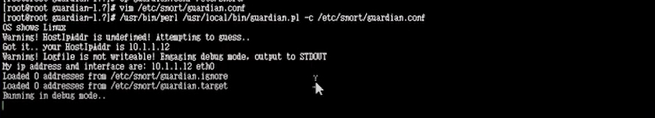 [root@ guardian-1.7]# vim /etc/snort/guardian.conf
[root@ guardian-1.7]# /usr/bin/perl /usr/local/bin/guardian.pl -c /etc/snort/guardian.conf
OS shows Linux
Warning! HostIpAddr is undefined! Attempting to guess..
Got it.. your HostIpAddr is 10.1.1.12
Warning! Logfile is not writeable! Engaging debug mode, output to STDOUT
My ip address and interface are: 10.1.1.12 eth0
Loaded 0 addresses from /etc/snort/guardian.ignore
Loaded 0 addresses from /etc/snort/guardian.target
Running in debug mode..